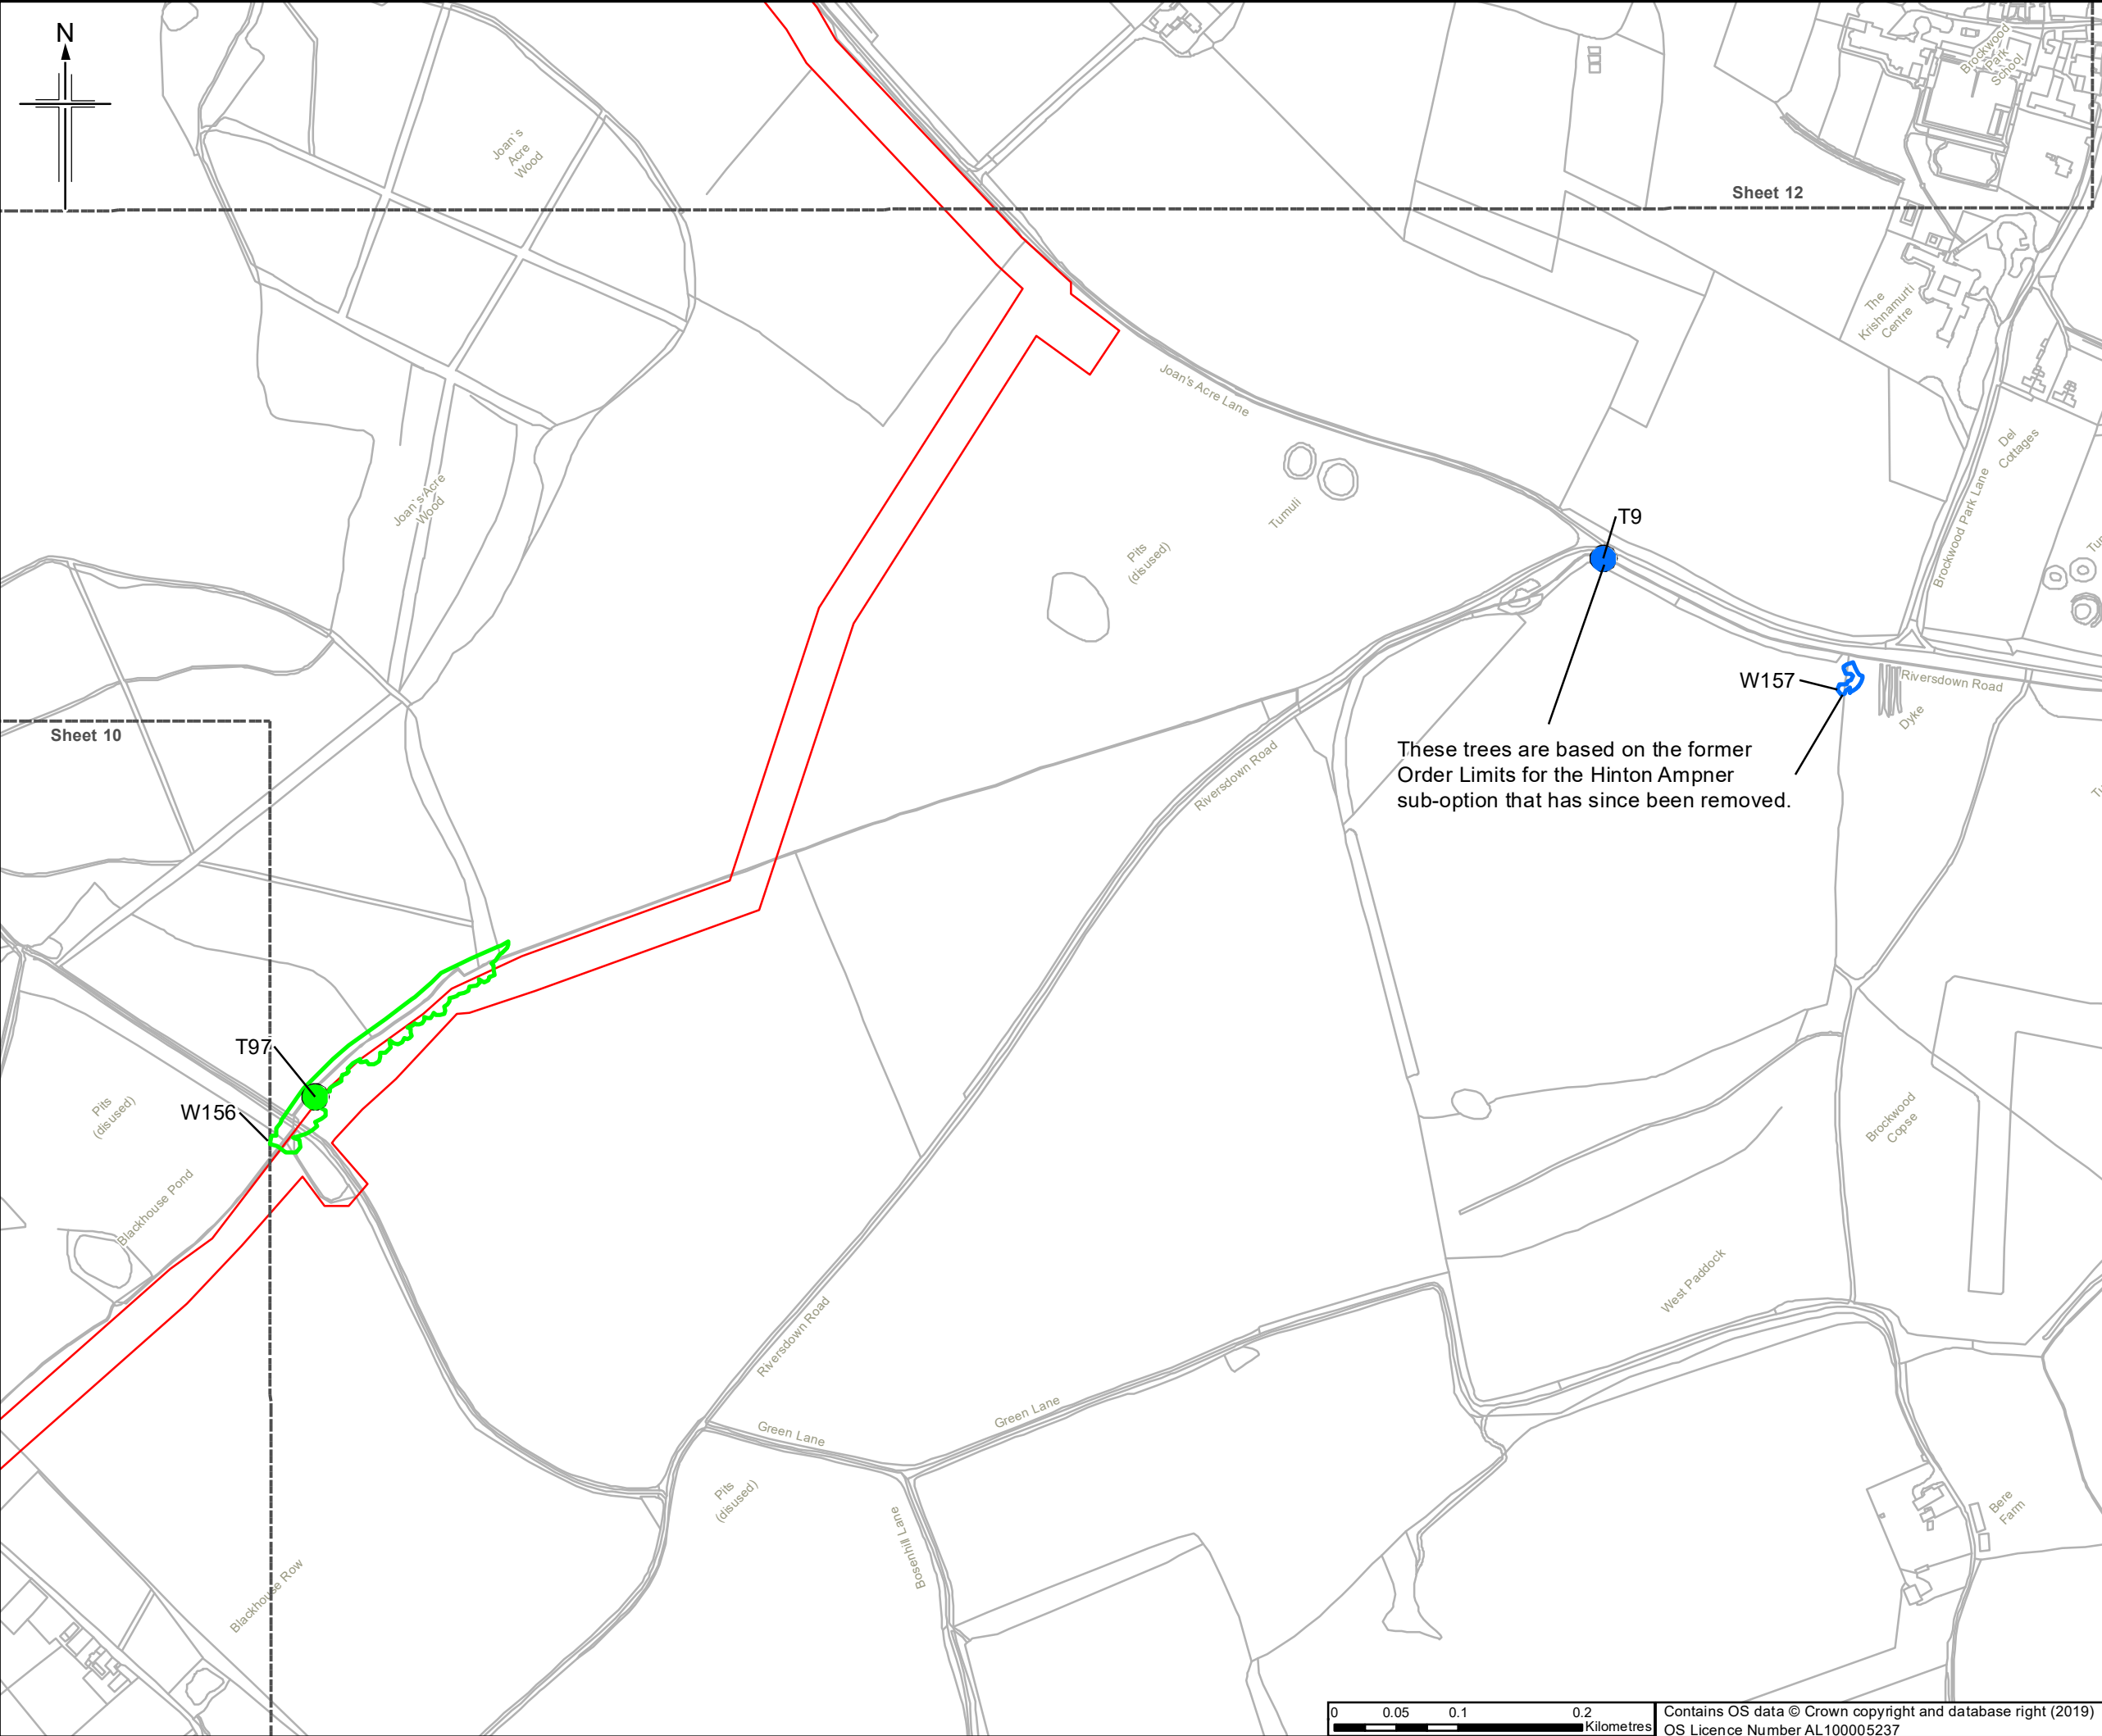 N
Brockwood
Park
School
Joan's
Acre
Wood
Sheet 12
The
Krishnamurti
Centre
Joan's Acre Lane
Del
Cottages
Joan's Acre
Wood
Tumuli
T9
Brockwood Park Lane
Pits
(disused)
W157
Riversdown Road
Dyke
Sheet 10
Riversdown Road
These trees are based on the former
Order Limits for the Hinton Ampner
sub-option that has since been removed.
T97
W156
Pits
(disused)
Brockwood
Copse
Blackhouse Pond
West Paddock
Riversdown Road
Green Lane
Green Lane
Pits
(disused)
Bosenhill Lane
Bere
Farm
Blackhouse Row
0 0.05 0.1 0.2
Kilometres
Contains OS data © Crown copyright and database right (2019)
OS Licence Number AL100005237